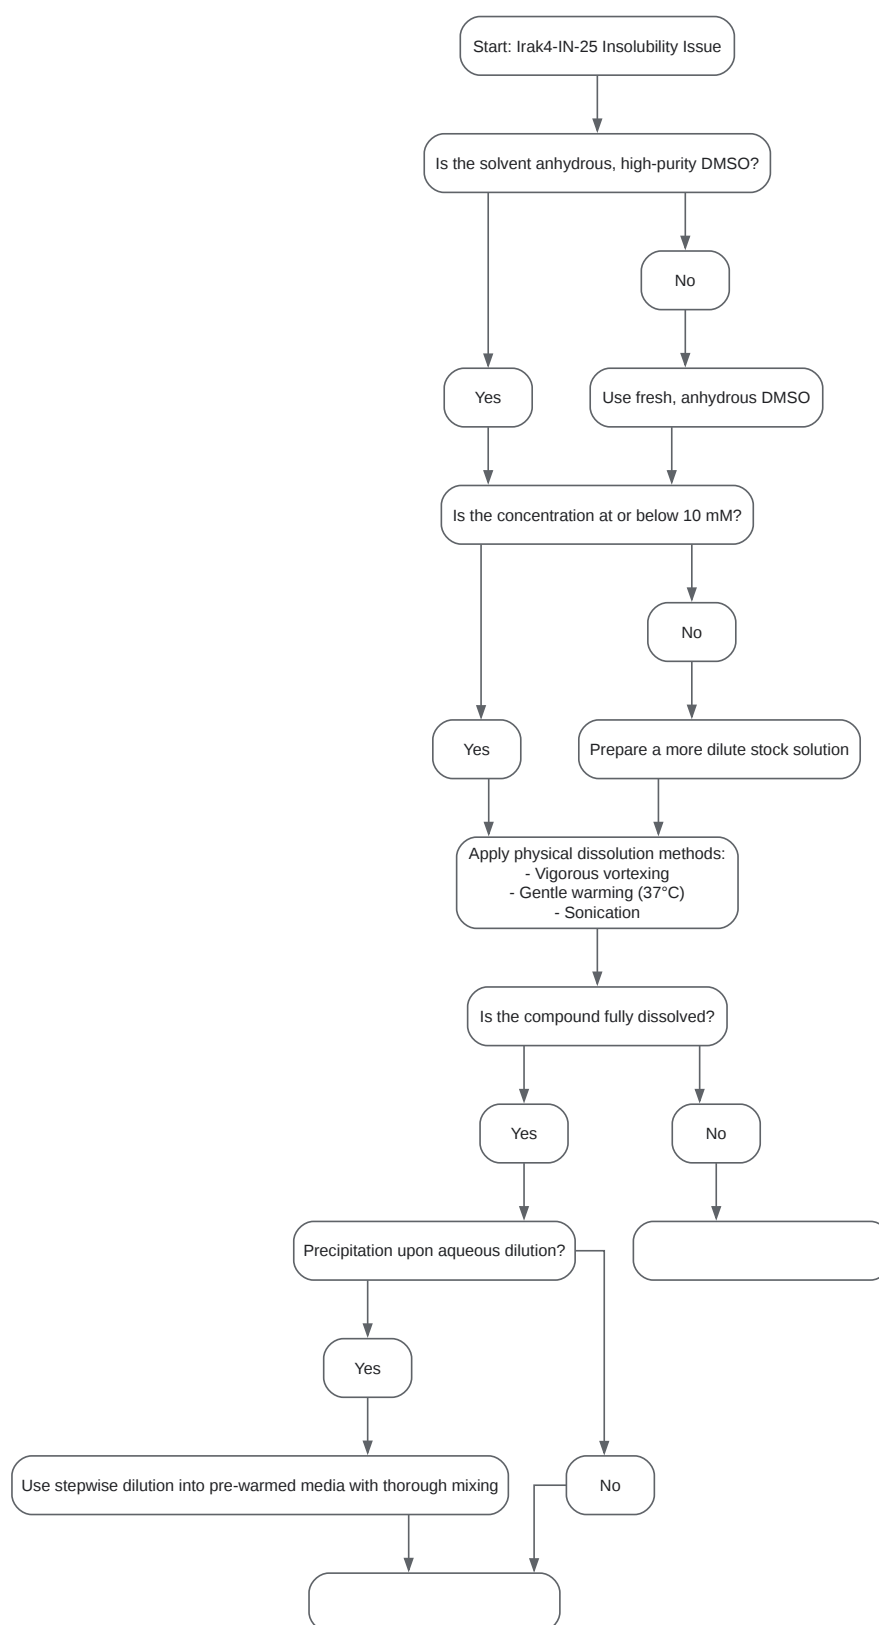 Start: Irak4-IN-25 Insolubility Issue
Is the solvent anhydrous, high-purity DMSO?
No
Yes
Use fresh, anhydrous DMSO
Is the concentration at or below 10 mM?
No
Yes
Prepare a more dilute stock solution
Apply physical dissolution methods:
- Vigorous vortexing
- Gentle warming (37°C)
- Sonication
Is the compound fully dissolved?
Yes
No
Precipitation upon aqueous dilution?
Yes
Use stepwise dilution into pre-warmed media with thorough mixing
No